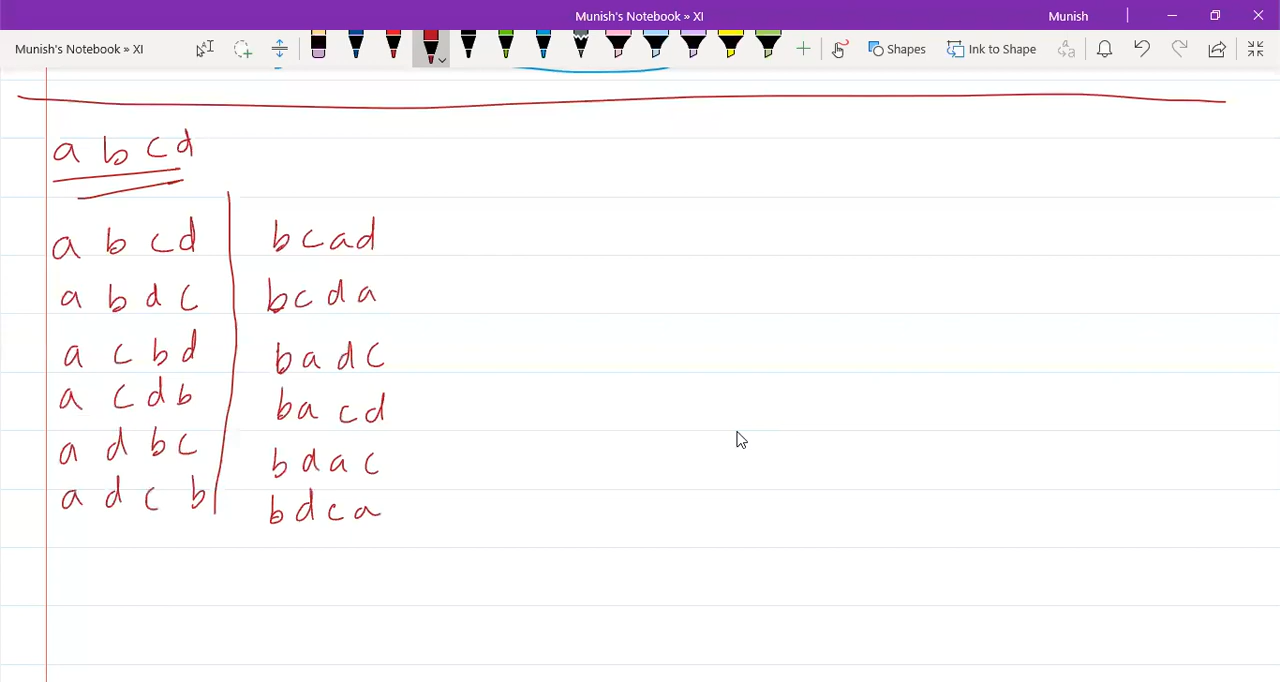 Munish's Notebook » XI
Munish
Munish's Notebook » XI
Shapes
Ink to Shape
a b c d
a b c d
a b d c
a c b d
a c d b
a d b c
a d c b
b c a d
b c d a
b a d c
b a c d
b d a c
b d c a